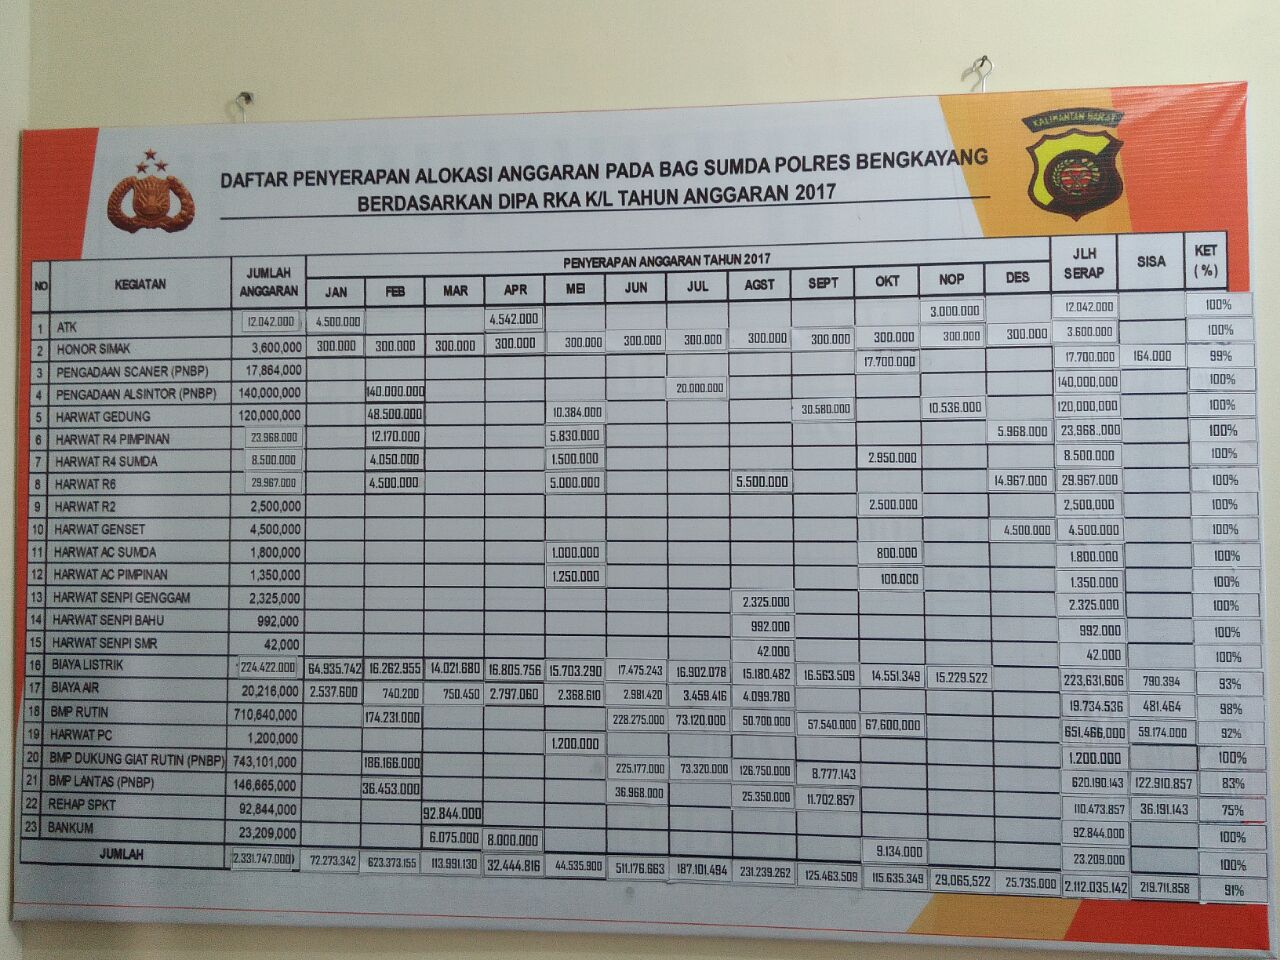 KALIMANTAN BARAT
DAFTAR PENYERAPAN ALOKASI ANGGARAN PADA BAG SUMDA POLRES BENGKAYANG
BERDASARKAN DIPA RKA K/L TAHUN ANGGARAN 2017
NO KEGIATAN JUMLAH ANGGARAN PENYERAPAN ANGGARAN TAHUN 2017 JLH SERAP SISA KET (%)
JAN FEB MAR APR MEI JUN JUL AGST SEPT OKT NOP DES
1 ATK 12.042.000 4.500.000 4.542.000 3.000.000 12.042.000 100%
2 HONOR SIMAK 3,600,000 300.000 300.000 300.000 300.000 300.000 300.000 300.000 300.000 300.000 300.000 300.000 300.000 3.600.000 100%
3 PENGADAAN SCANER (PNBP) 17,864,000 17.700.000 17.700.000 164.000 99%
4 PENGADAAN ALSINTOR (PNBP) 140,000,000 140.000.000 20.000.000 140,000,000 100%
5 HARWAT GEDUNG 120,000,000 48.500.000 10.384.000 30.580.000 10.536.000 120,000,000 100%
6 HARWAT R4 PIMPINAN 23.968.000 12.170.000 5.830.000 5.968.000 23.968.000 100%
7 HARWAT R4 SUMDA 8.500.000 4.050.000 1.500.000 2.950.000 8.500.000 100%
8 HARWAT R6 29.967.000 4.500.000 5.000.000 5.500.000 14.967.000 29.967.000 100%
9 HARWAT R2 2,500,000 2.500.000 2,500,000 100%
10 HARWAT GENSET 4,500,000 4.500.000 4.500.000 100%
11 HARWAT AC SUMDA 1,800,000 1.000.000 800.000 1.800.000 100%
12 HARWAT AC PIMPINAN 1,350,000 1.250.000 100.000 1.350.000 100%
13 HARWAT SENPI GENGGAM 2,325,000 2.325.000 2.325.000 100%
14 HARWAT SENPI BAHU 992,000 992.000 992.000 100%
15 HARWAT SENPI SMR 42,000 42.000 42.000 100%
16 BIAYA LISTRIK 224.422.000 64.935.742 16.262.955 14.021.680 16.805.756 15.703.290 17.475.243 16.902.078 15.180.482 16.563.509 14.551.349 15.229.522 223,631,606 790.394 93%
17 BIAYA AIR 20,216,000 2.537.600 740.200 750.450 2.797.060 2.368.610 2.981.420 3.459.416 4.099.780 19.734.536 481.464 98%
18 BMP RUTIN 710,640,000 174.231.000 228.275.000 73.120.000 50.700.000 57.540.000 67,600,000 651,466,000 59.174.000 92%
19 HARWAT PC 1,200,000 1.200.000 1.200.000 100%
20 BMP DUKUNG GIAT RUTIN (PNBP) 743,101,000 186.166.000 225.177.000 73.320.000 126.750.000 8.777.143 620.190.143 122.910.857 83%
21 BMP LANTAS (PNBP) 146,665,000 36.453.000 36.968.000 25.350.000 11.702.857 110.473.857 36.191.143 75%
22 REHAP SPKT 92,844,000 92.844.000 92.844.000 100%
23 BANKUM 23,209,000 6.075.000 8.000.000 9.134.000 23.209.000 100%
JUMLAH 2.331.747.000 72.273.342 623.373.155 113.991.130 32.444.816 44.535.900 511.176.663 187.101.494 231.239.262 125.463.509 115.635.349 29,065,522 25.735.000 2.112.035.142 219.711.858 91%